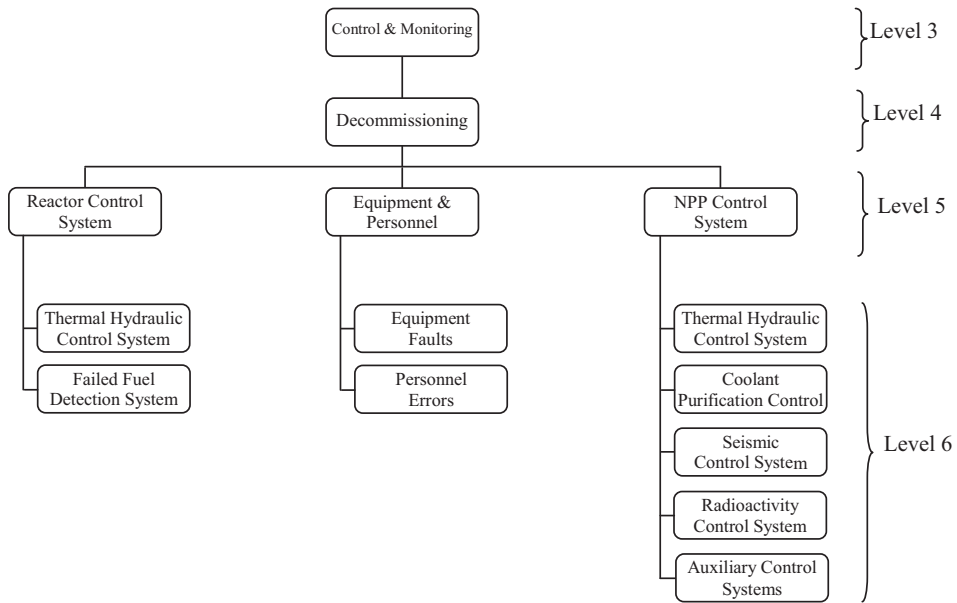 Control & Monitoring
Level 3
Decommissioning
Level 4
Reactor Control
System
Equipment &
Personnel
NPP Control
System
Level 5
Thermal Hydraulic
Control System
Failed Fuel
Detection System
Equipment
Faults
Personnel
Errors
Thermal Hydraulic
Control System
Coolant
Purification Control
Seismic
Control System
Radioactivity
Control System
Auxiliary Control
Systems
Level 6